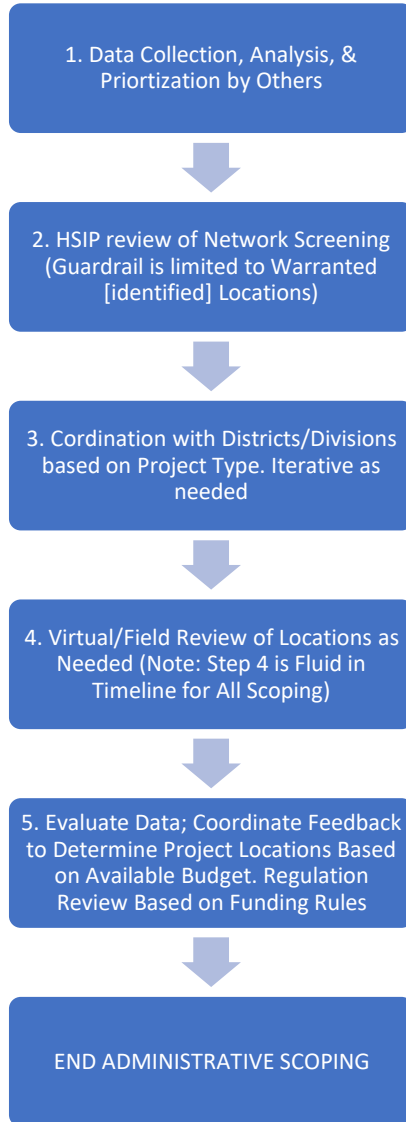 1. Data Collection, Analysis, &
Priortization by Others
2. HSIP review of Network Screening
(Guardrail is limited to Warranted
[identified] Locations)
3. Cordination with Districts/Divisions
based on Project Type. Iterative as
needed
4. Virtual/Field Review of Locations as
Needed (Note: Step 4 is Fluid in
Timeline for All Scoping)
5. Evaluate Data; Coordinate Feedback
to Determine Project Locations Based
on Available Budget. Regulation
Review Based on Funding Rules
END ADMINISTRATIVE SCOPING